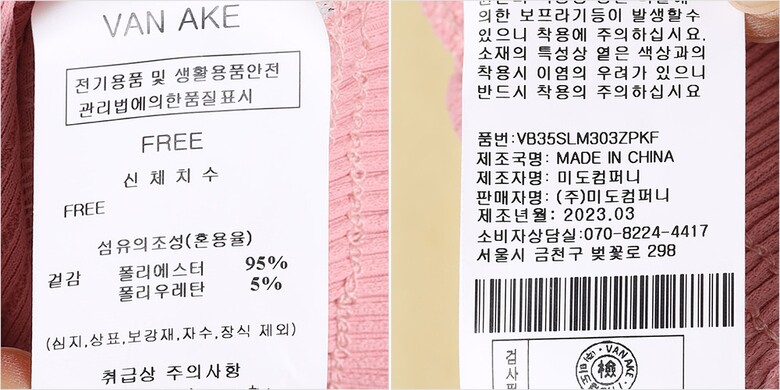 VAN AKE
전기용품 및 생활용품안전
관리법에의한품질표시
FREE
신체치수
FREE
섬유의조성(혼용율)
겉감 폴리에스터 95%
폴리우레탄 5%
(심지,상표,보강재,자수,장식 제외)
취급상 주의사항
의한 보프라기등이 발생할수
있으니 착용에 주의하십시요.
소재의 특성상 옅은 색상과의
착용시 이염의 우려가 있으니
반드시 착용의 주의하십시요
품번:VB35SLM303ZPKF
제조국명: MADE IN CHINA
제조자명: 미도컴퍼니
판매자명: (주)미도컴퍼니
제조년월: 2023.03
소비자상담실:070-8224-4417
서울시 금천구 벚꽃로 298
검사
VAN AKE
檢